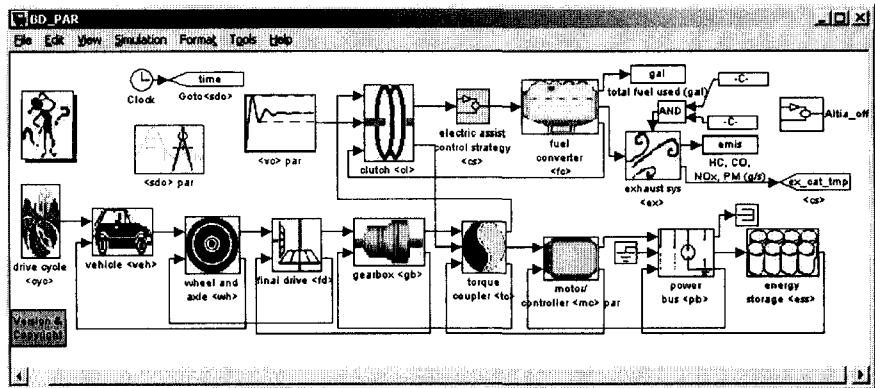 BD_PAR
File Edit View Simulation Format Tools Help
Clock
time
Goto<sdo>
<sdo> par
<vc> par
clutch <cl>
electric assist
control strategy
<cs>
fuel
converter
<fc>
gal
total fuel used (gal)
AND
-C-
-C-
emis
HC, CO,
NOx, PM (g/s)
exhaust sys
<ex>
ex_cat_tmp
<cs>
Altia_off
drive cycle
<cyc>
vehicle <veh>
wheel and
axle <wh>
final drive <fd>
gearbox <gb>
torque
coupler <tc>
motor/
controller <mc> par
power
bus <pb>
energy
storage <ess>
Version &
Copyright